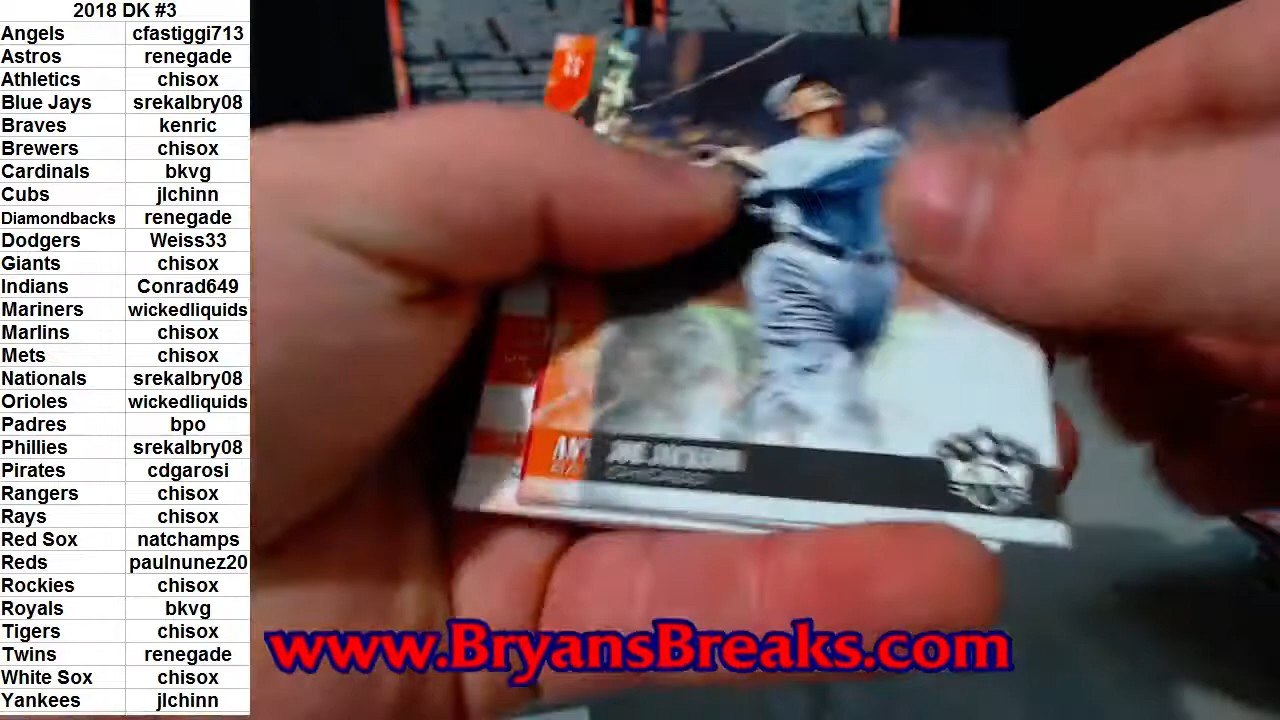 2018 DK #3
Angels cfastiggi713
Astros renegade
Athletics chisox
Blue Jays srekalbry08
Braves kenric
Brewers chisox
Cardinals bkvg
Cubs jlchinn
Diamondbacks renegade
Dodgers Weiss33
Giants chisox
Indians Conrad649
Mariners wickedliquids
Marlins chisox
Mets chisox
Nationals srekalbry08
Orioles wickedliquids
Padres bpo
Phillies srekalbry08
Pirates cdgarosi
Rangers chisox
Rays chisox
Red Sox natchamps
Reds paulnunez20
Rockies chisox
Royals bkvg
Tigers chisox
Twins renegade
White Sox chisox
Yankees jlchinn
JOE JACKSON
www.BryansBreaks.com